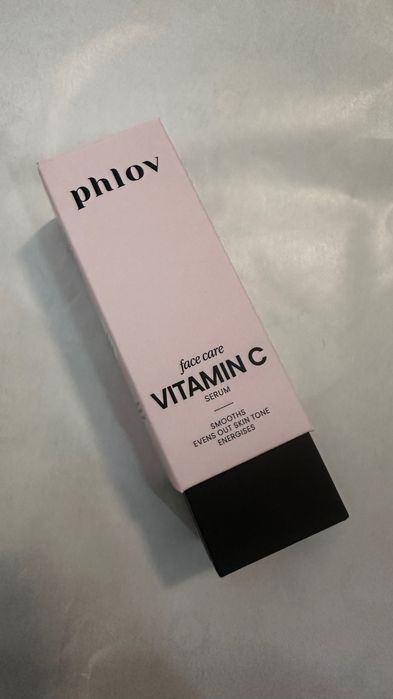 phlov
face care
VITAMIN C
SERUM
SMOOTHS
EVENS OUT SKIN TONE
ENERGISES